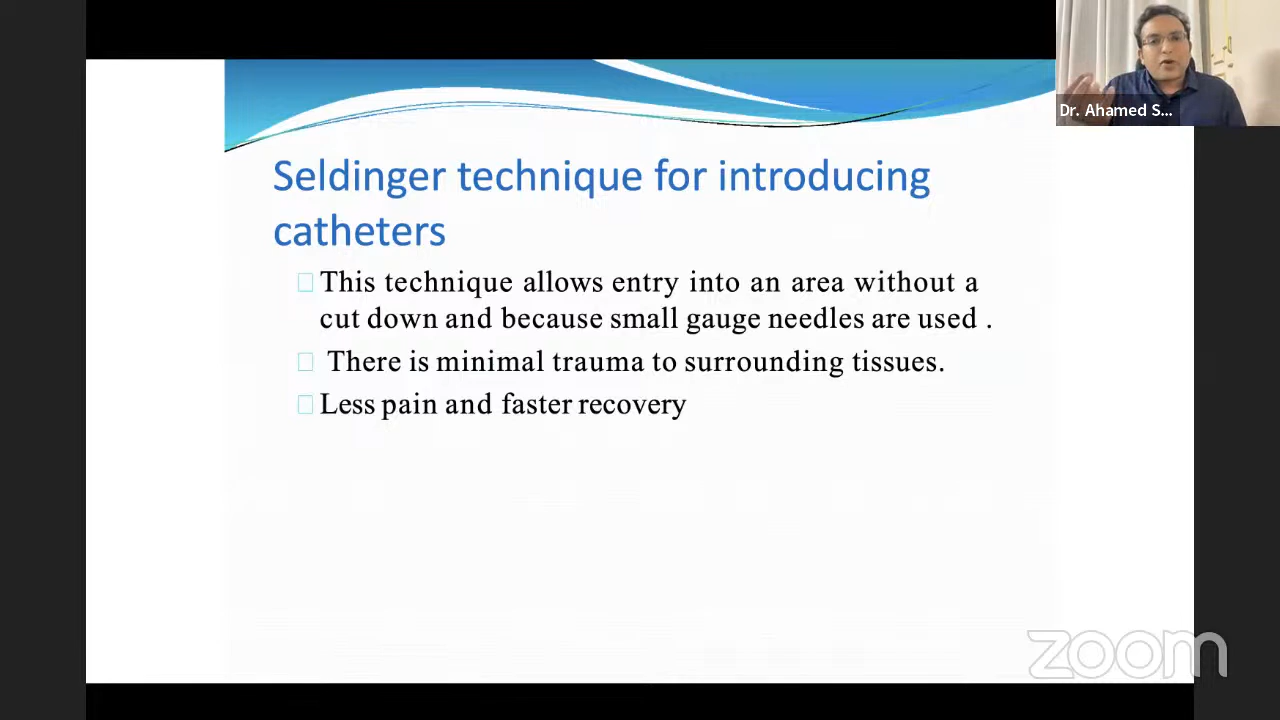 Dr. Ahamed S...
Seldinger technique for introducing
catheters
This technique allows entry into an area without a
cut down and because small gauge needles are used .
There is minimal trauma to surrounding tissues.
Less pain and faster recovery
zoom